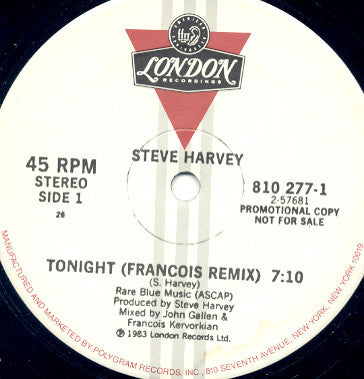 LONDON
RECORDINGS
STEVE HARVEY
45 RPM
STEREO
SIDE 1
26
810 277-1
2-57681
PROMOTIONAL COPY
NOT FOR SALE
TONIGHT (FRANCOIS REMIX) 7:10
(S. Harvey)
Rare Blue Music (ASCAP)
Produced by Steve Harvey
Mixed by John Gallen &
Francois Kervorkian
℗1983 London Records Ltd.
MANUFACTURED AND MARKETED BY POLYGRAM RECORDS, INC., 810 SEVENTH AVENUE, NEW YORK, NEW YORK 10019